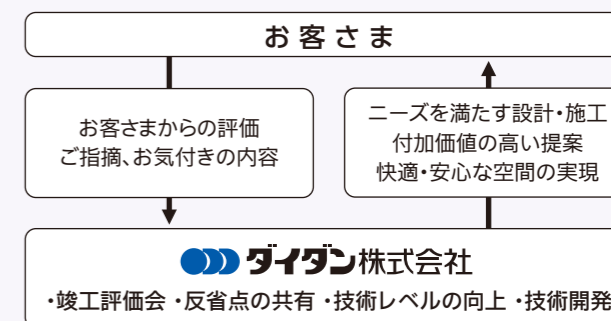 お客さま
お客さまからの評価
ご指摘、お気付きの内容
ニーズを満たす設計・施工
付加価値の高い提案
快適・安心な空間の実現
ダイダン株式会社
・竣工評価会 ・反省点の共有 ・技術レベルの向上 ・技術開発